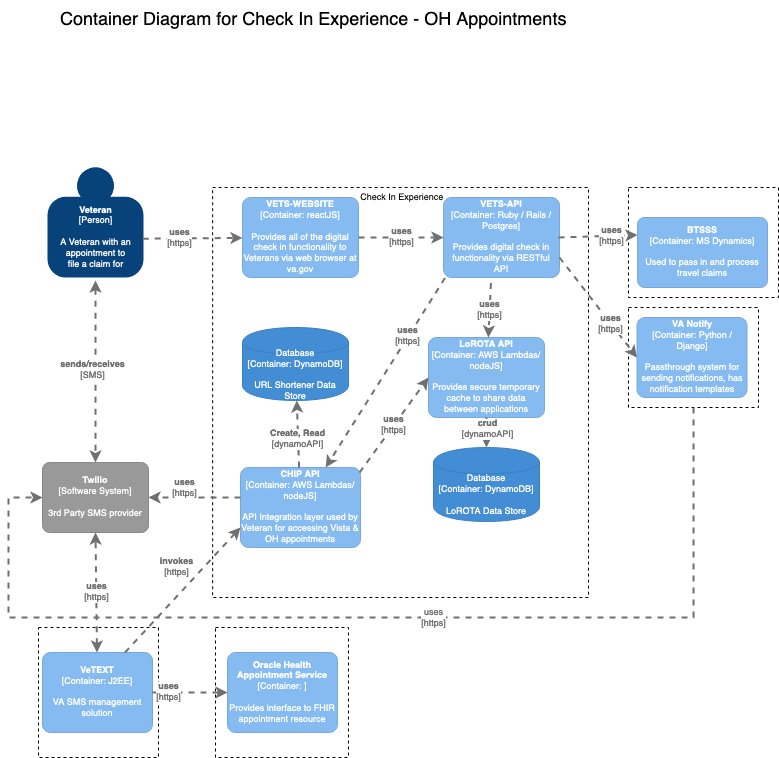 Container Diagram for Check In Experience - OH Appointments
Veteran
[Person]
A Veteran with an
appointment to
file a claim for
uses
[https]
Check In Experience
VETS-WEBSITE
[Container: reactJS]
Provides all of the digital
check in functionality to
Veterans via web browser at
va.gov
uses
[https]
VETS-API
[Container: Ruby / Rails /
Postgres]
Provides digital check in
functionality via RESTful
API
uses
[https]
BTSSS
[Container: MS Dynamics]
Used to pass in and process
travel claims
uses
[https]
VA Notify
[Container: Python /
Django]
Passthrough system for
sending notifications, has
notification templates
uses
[https]
uses
[https]
LoROTA API
[Container: AWS Lambdas/
nodeJS]
Provides secure temporary
cache to share data
between applications
Database
[Container: DynamoDB]
URL Shortener Data
Store
sends/receives
[SMS]
Create, Read
[dynamoAPI]
uses
[https]
crud
[dynamoAPI]
Database
[Container: DynamoDB]
LoROTA Data Store
Twilio
[Software System]
3rd Party SMS provider
uses
[https]
CHIP API
[Container: AWS Lambdas/
nodeJS]
API Integration layer used by
Veteran for accessing Vista &
OH appointments
invokes
[https]
uses
[https]
uses
[https]
VeTEXT
[Container: J2EE]
VA SMS management
solution
uses
[https]
Oracle Health
Appointment Service
[Container: ]
Provides interface to FHIR
appointment resource